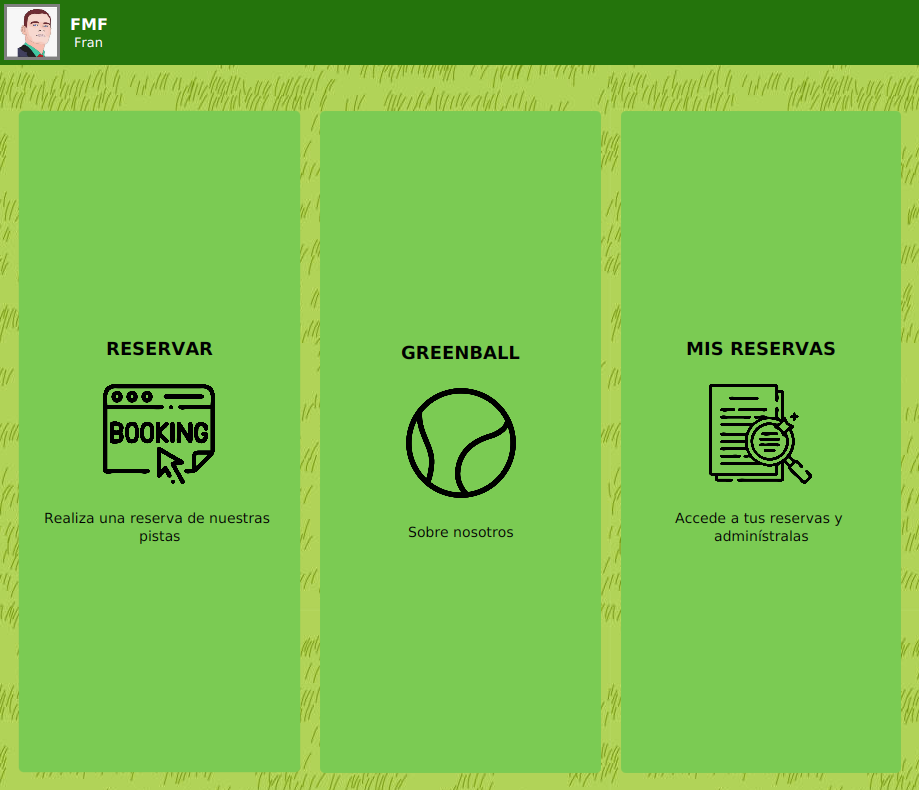 FMF
Fran
RESERVAR
BOOKING
Realiza una reserva de nuestras
pistas
GREENBALL
Sobre nosotros
MIS RESERVAS
Accede a tus reservas y
adminístralas